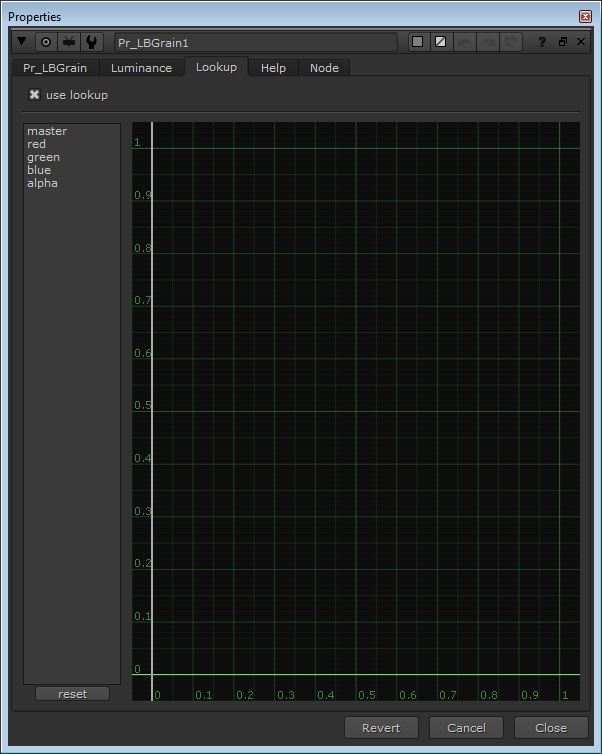 Properties
Pr_LBGrain1
?
Pr_LBGrain Luminance Lookup Help Node
use lookup
master
red
green
blue
alpha
1
0.9
0.8
0.7
0.6
0.5
0.4
0.3
0.2
0.1
0
0 0.1 0.2 0.3 0.4 0.5 0.6 0.7 0.8 0.9 1
reset
Revert Cancel Close